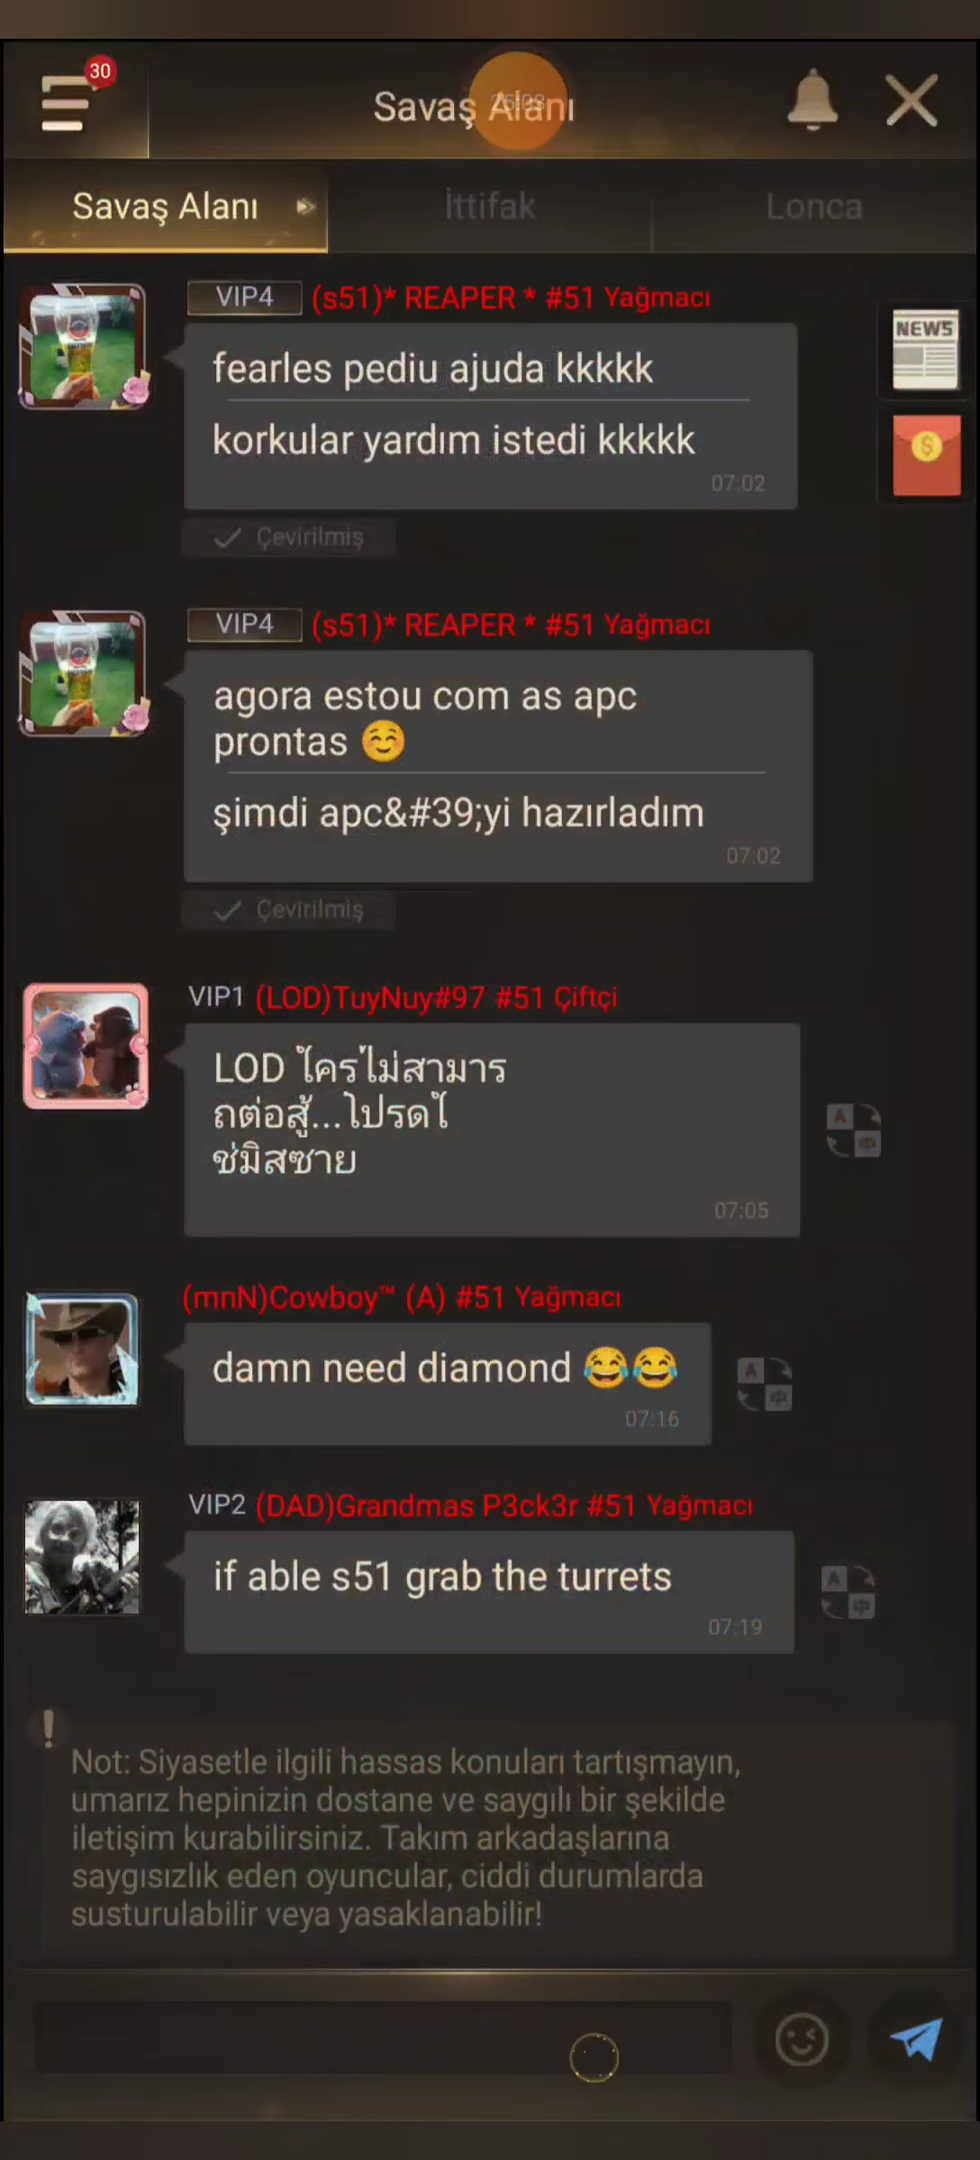 30
Savaş Alanı
Savaş Alanı
İttifak
Lonca
VIP4 (s51)* REAPER * #51 Yağmacı
NEWS
fearles pediu ajuda kkkkk
korkular yardım istedi kkkkk
07:02
Çevirilmiş
VIP4 (s51)* REAPER * #51 Yağmacı
agora estou com as apc
prontas ☺️
şimdi apc&#39;yi hazırladım
07:02
Çevirilmiş
VIP1 (LOD)TuyNuy#97 #51 Çiftçi
LOD ใครไม่สามาร
ถต่อสู้...โปรดใ
ช่มิสซาย
07:05
(mnN)Cowboy™ (A) #51 Yağmacı
damn need diamond 😂😂
07:16
VIP2 (DAD)Grandmas P3ck3r #51 Yağmacı
if able s51 grab the turrets
07:19
Not: Siyasetle ilgili hassas konuları tartışmayın,
umarız hepinizin dostane ve saygılı bir şekilde
iletişim kurabilirsiniz. Takım arkadaşlarına
saygısızlık eden oyuncular, ciddi durumlarda
susturulabilir veya yasaklanabilir!